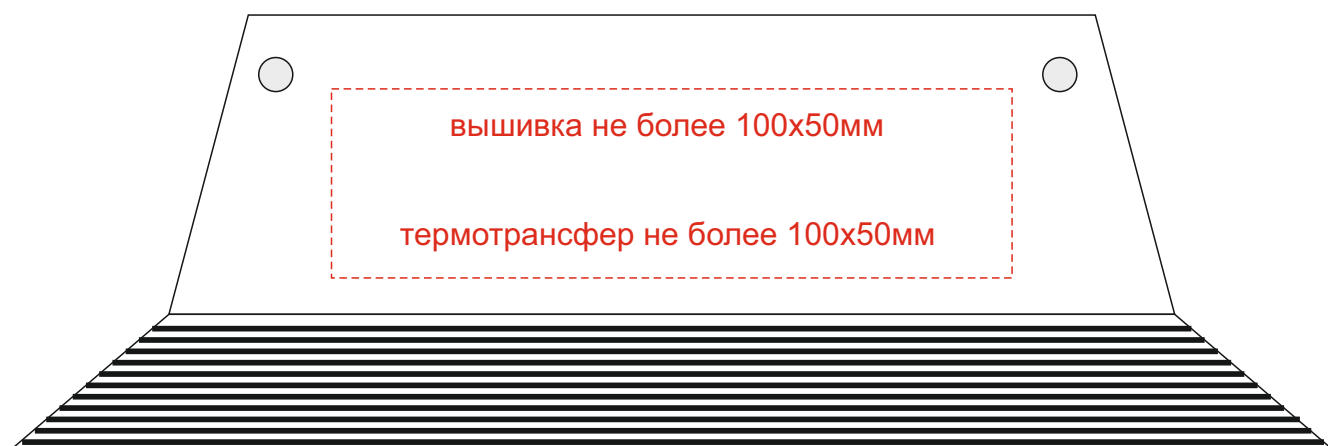 вышивка не более 100х50мм
термотрансфер не более 100х50мм